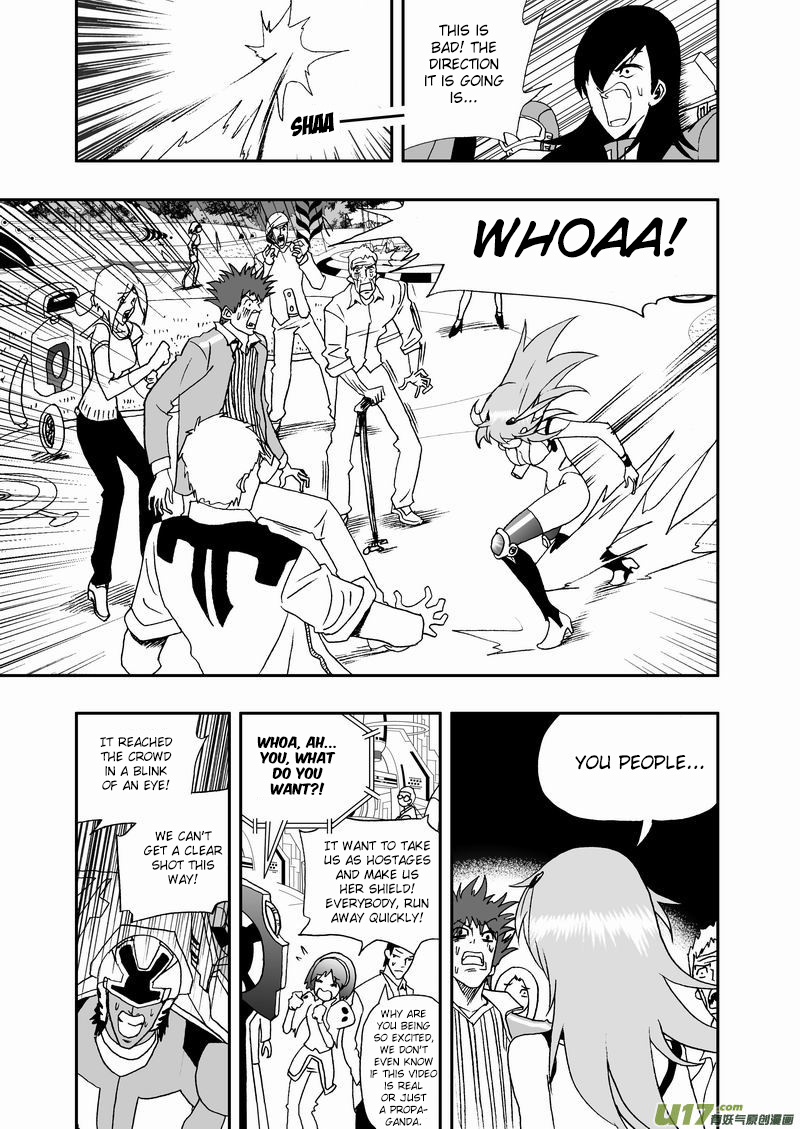 THIS IS
BAD! THE
DIRECTION
IT IS GOING
IS...
SHAA
WHOAA!
YOU PEOPLE...
WHOA, AH...
YOU, WHAT
DO YOU
WANT?!
IT WANT TO TAKE
US AS HOSTAGES
AND MAKE US
HER SHIELD!
EVERYBODY, RUN
AWAY QUICKLY!
WHY ARE
YOU BEING
SO EXCITED,
WE DON'T
EVEN KNOW
IF THIS VIDEO
IS REAL
OR JUST
A PROPA-
GANDA.
IT REACHED
THE CROWD
IN A BLINK
OF AN EYE!
WE CAN'T
GET A CLEAR
SHOT THIS
WAY!
U17.com
有妖气原创漫画